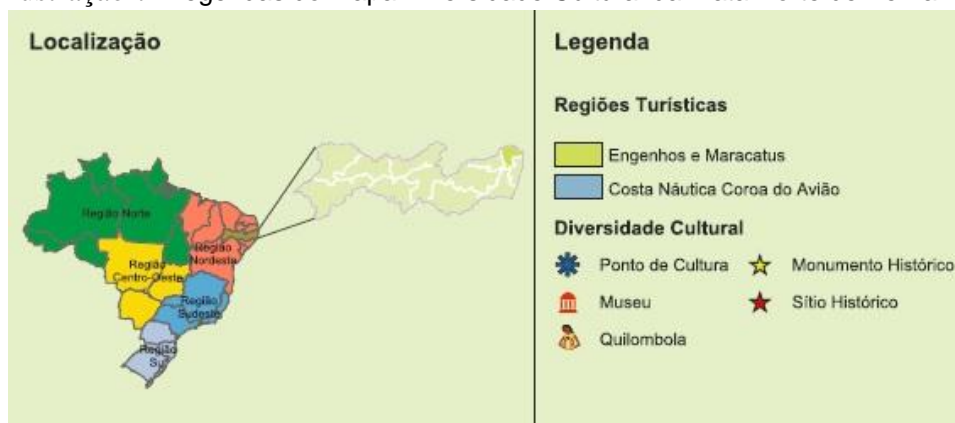 Localização
Região Norte
Região
Nordeste
Região
Centro-Oeste
Região
Sudeste
Região
Sul
Legenda
Regiões Turísticas
Engenhos e Maracatus
Costa Náutica Coroa do Avião
Diversidade Cultural
Ponto de Cultura
Monumento Histórico
Museu
Sítio Histórico
Quilombola